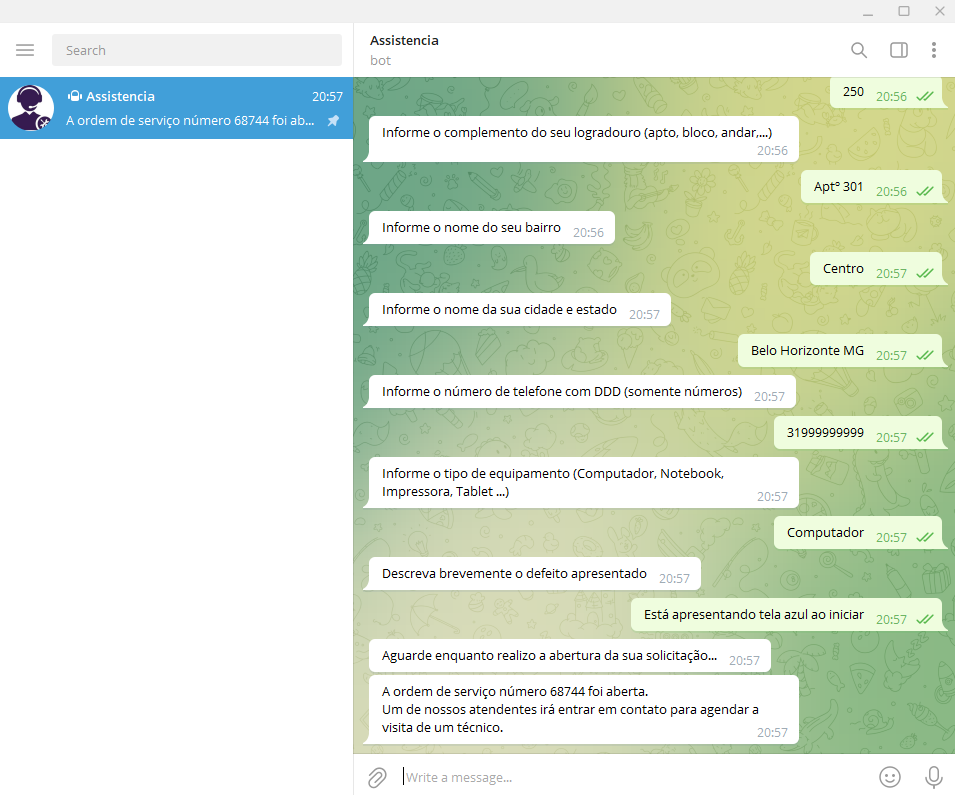 Search
Assistencia
bot
Assistencia
20:57
A ordem de serviço número 68744 foi ab...
250
20:56
Informe o complemento do seu logradouro (apto, bloco, andar,...)
20:56
Aptº 301
20:56
Informe o nome do seu bairro
20:56
Centro
20:57
Informe o nome da sua cidade e estado
20:57
Belo Horizonte MG
20:57
Informe o número de telefone com DDD (somente números)
20:57
31999999999
20:57
Informe o tipo de equipamento (Computador, Notebook,
Impressora, Tablet ...)
20:57
Computador
20:57
Descreva brevemente o defeito apresentado
20:57
Está apresentando tela azul ao iniciar
20:57
Aguarde enquanto realizo a abertura da sua solicitação...
20:57
A ordem de serviço número 68744 foi aberta.
Um de nossos atendentes irá entrar em contato para agendar a
visita de um técnico.
20:57
Write a message...